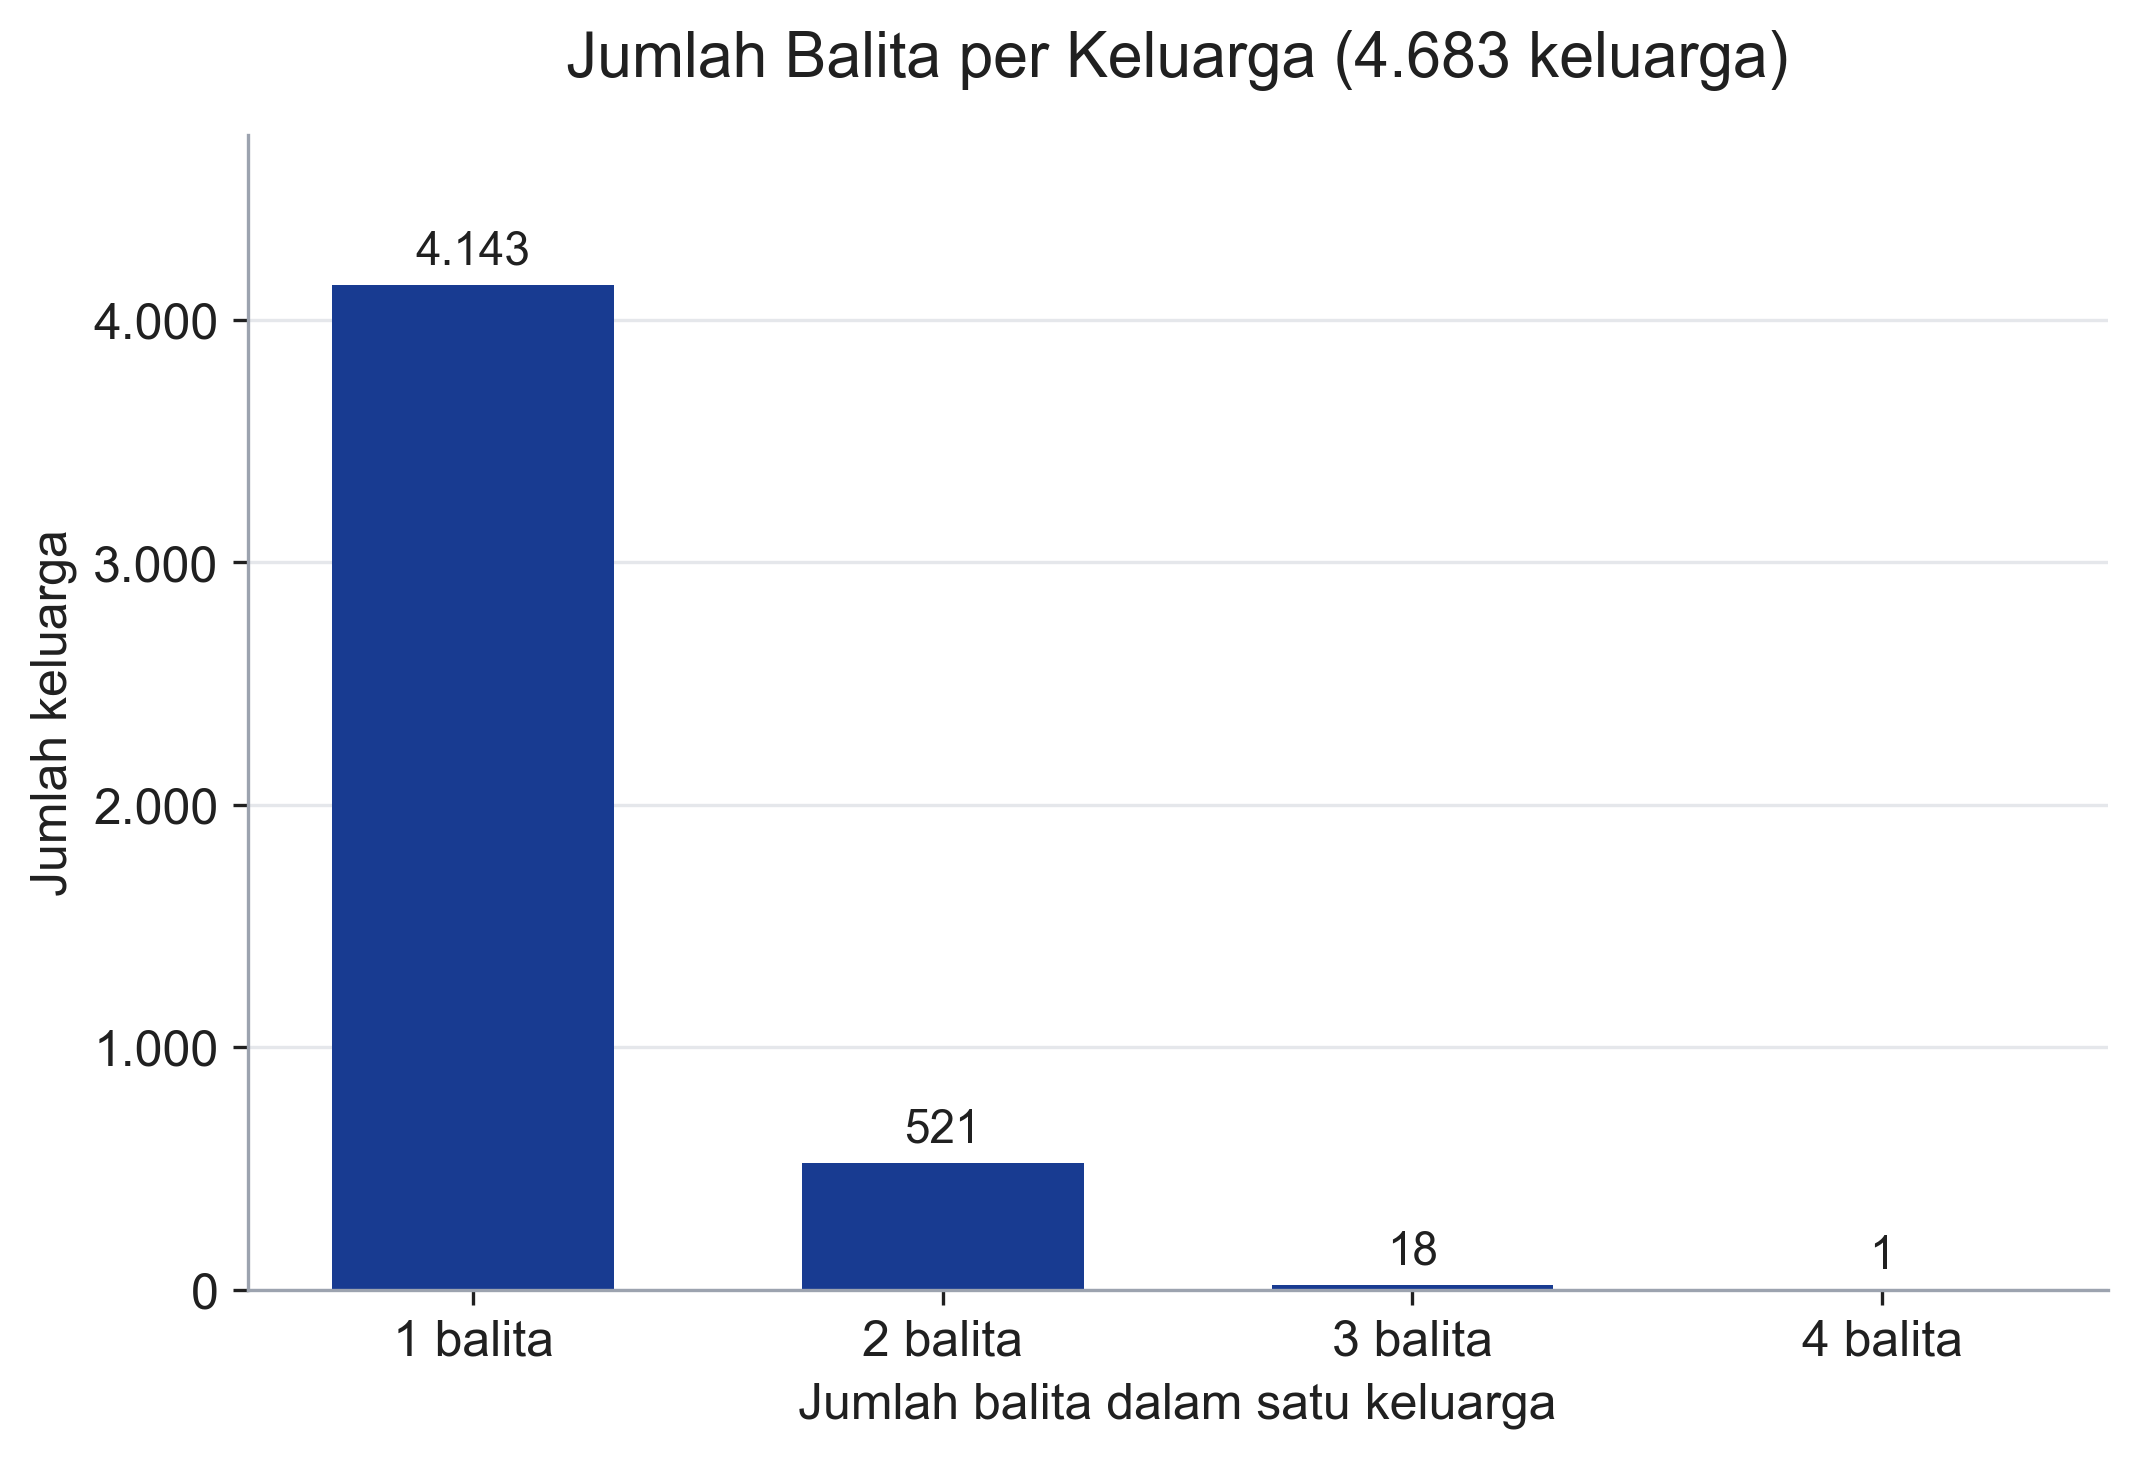 Jumlah Balita per Keluarga (4.683 keluarga)
Jumlah keluarga
4.000
3.000
2.000
1.000
0
4.143
521
18
1
1 balita
2 balita
3 balita
4 balita
Jumlah balita dalam satu keluarga